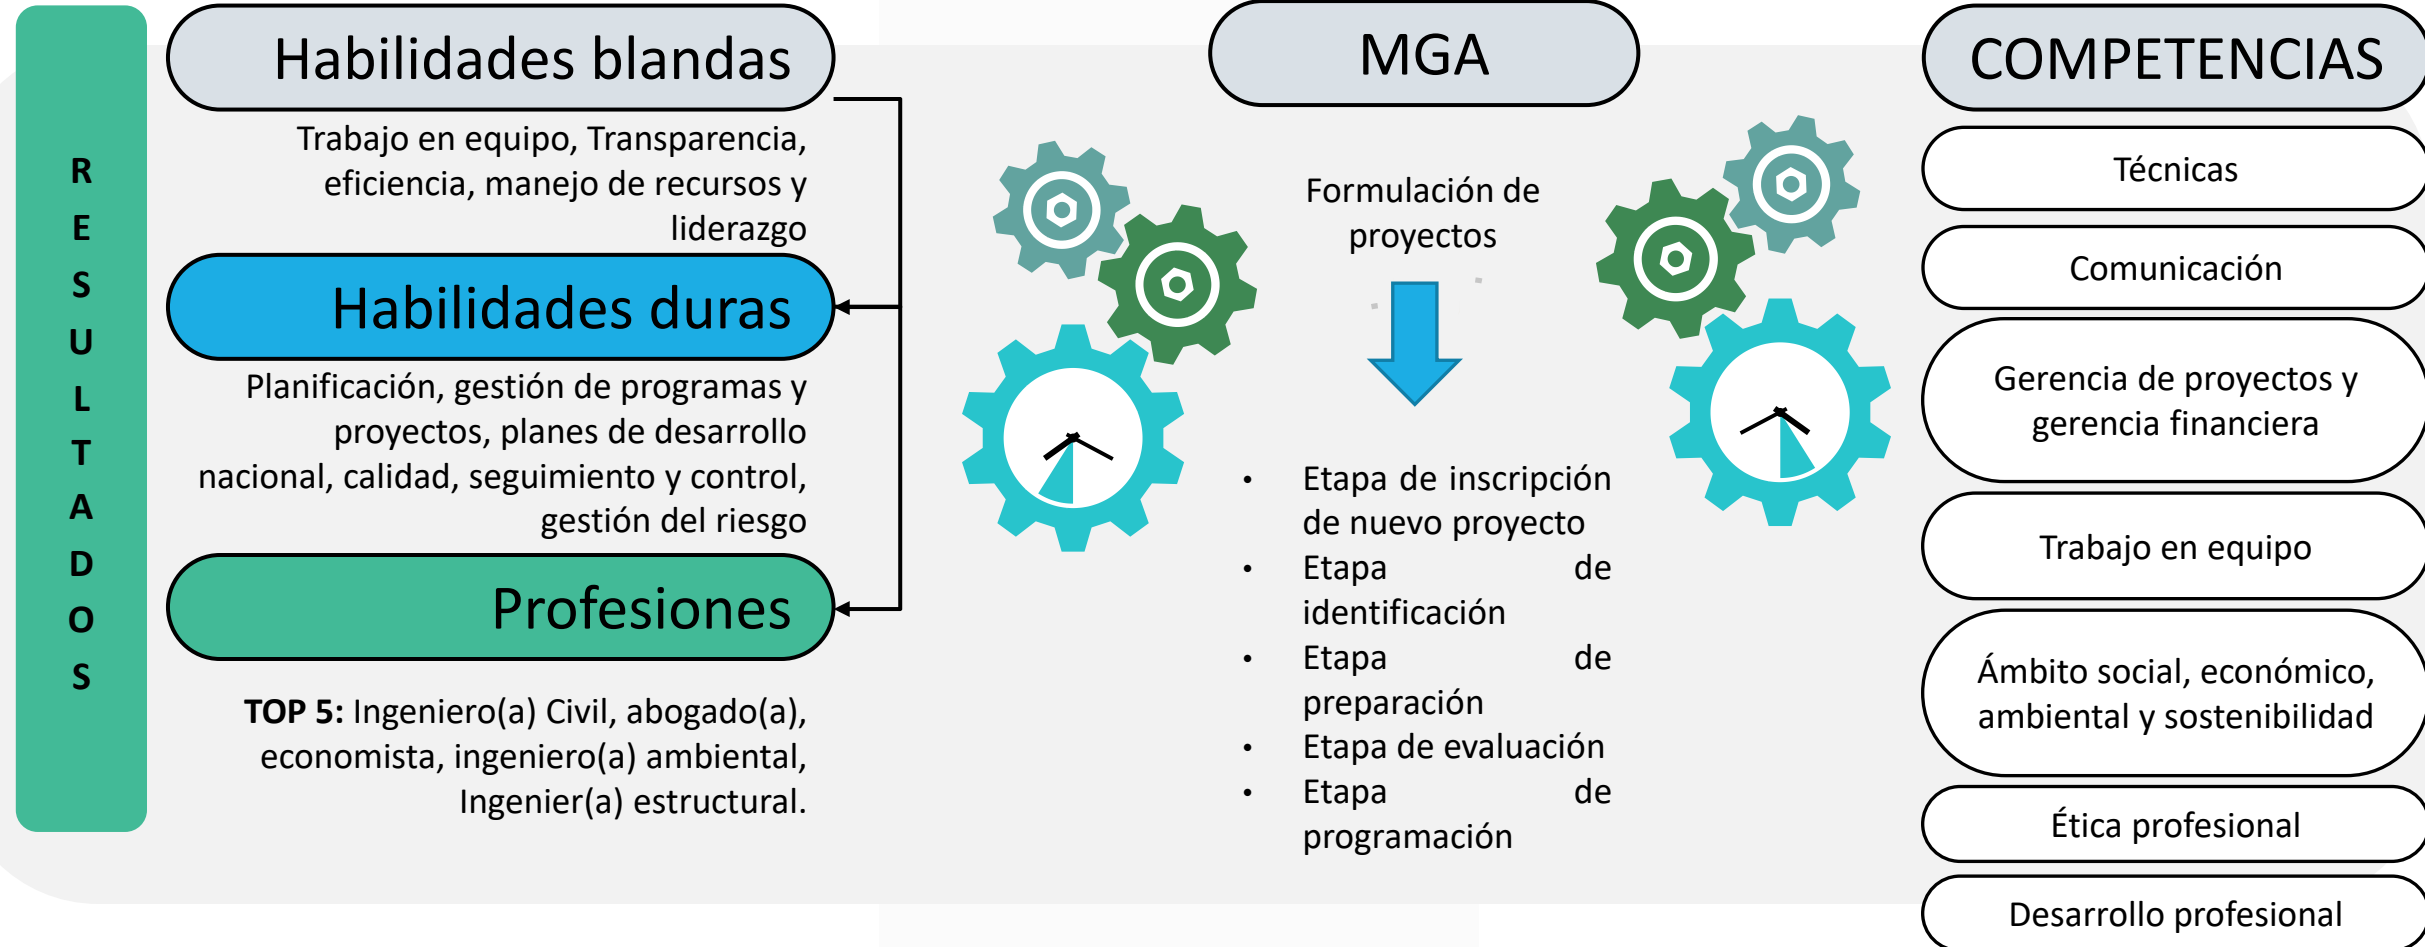 R
E
S
U
L
T
A
D
O
S
Habilidades blandas
Trabajo en equipo, Transparencia,
eficiencia, manejo de recursos y
liderazgo
Habilidades duras
Planificación, gestión de programas y
proyectos, planes de desarrollo
nacional, calidad, seguimiento y control,
gestión del riesgo
Profesiones
TOP 5: Ingeniero(a) Civil, abogado(a),
economista, ingeniero(a) ambiental,
Ingenier(a) estructural.
MGA
Formulación de
proyectos
• Etapa de inscripción
de nuevo proyecto
• Etapa de
identificación
• Etapa de
preparación
• Etapa de evaluación
• Etapa de
programación
COMPETENCIAS
Técnicas
Comunicación
Gerencia de proyectos y
gerencia financiera
Trabajo en equipo
Ámbito social, económico,
ambiental y sostenibilidad
Ética profesional
Desarrollo profesional